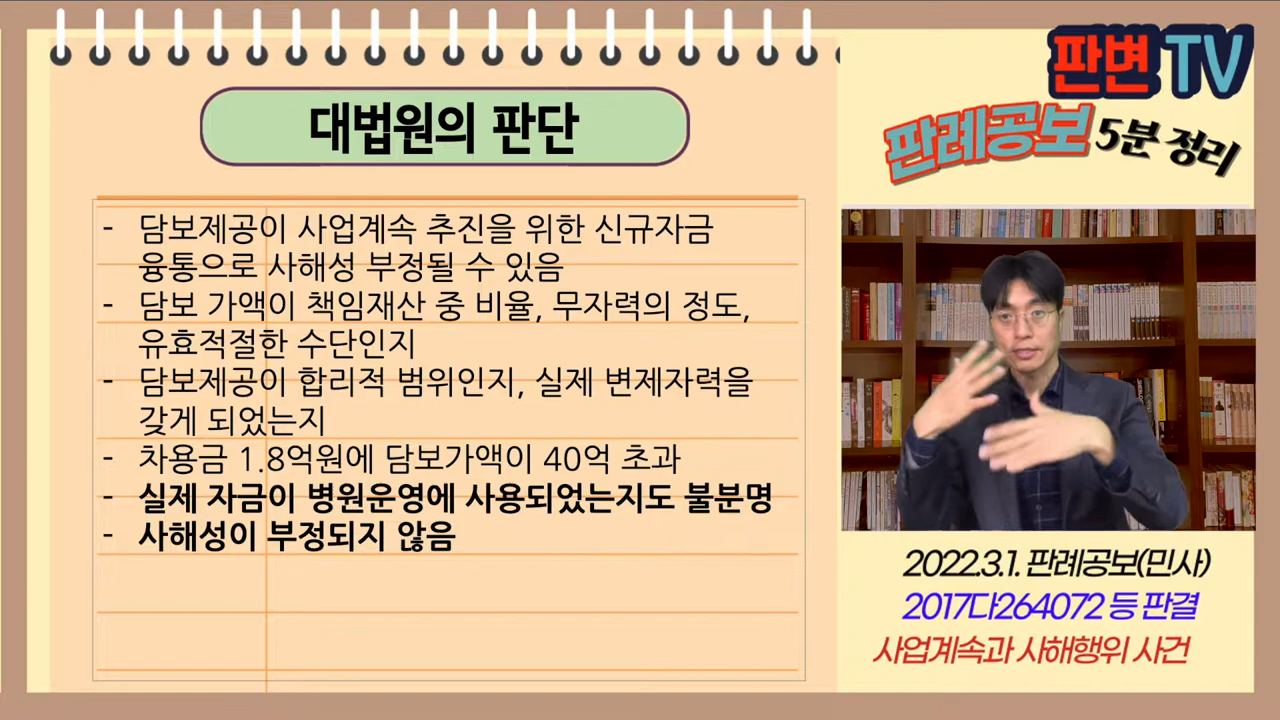 대법원의 판단
- 담보제공이 사업계속 추진을 위한 신규자금
융통으로 사해성 부정될 수 있음
- 담보 가액이 책임재산 중 비율, 무자력의 정도,
유효적절한 수단인지
- 담보제공이 합리적 범위인지, 실제 변제자력을
갖게 되었는지
- 차용금 1.8억원에 담보가액이 40억 초과
- 실제 자금이 병원운영에 사용되었는지도 불분명
- 사해성이 부정되지 않음
판변 TV
판례공보 5분 정리
2022.3.1. 판례공보(민사)
2017다264072 등 판결
사업계속과 사해행위 사건